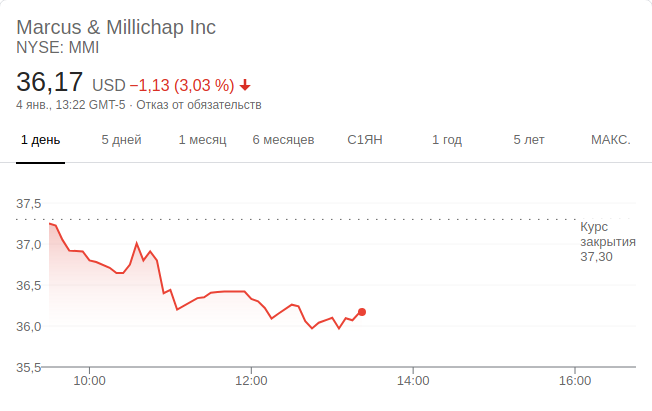 Marcus & Millichap Inc
NYSE: MMI
36,17 USD −1,13 (3,03 %)
4 янв., 13:22 GMT-5 · Отказ от обязательств
1 день 5 дней 1 месяц 6 месяцев С1ЯН 1 год 5 лет МАКС.
37,5
Курс
закрытия
37,30
37,0
36,5
36,0
35,5
10:00 12:00 14:00 16:00